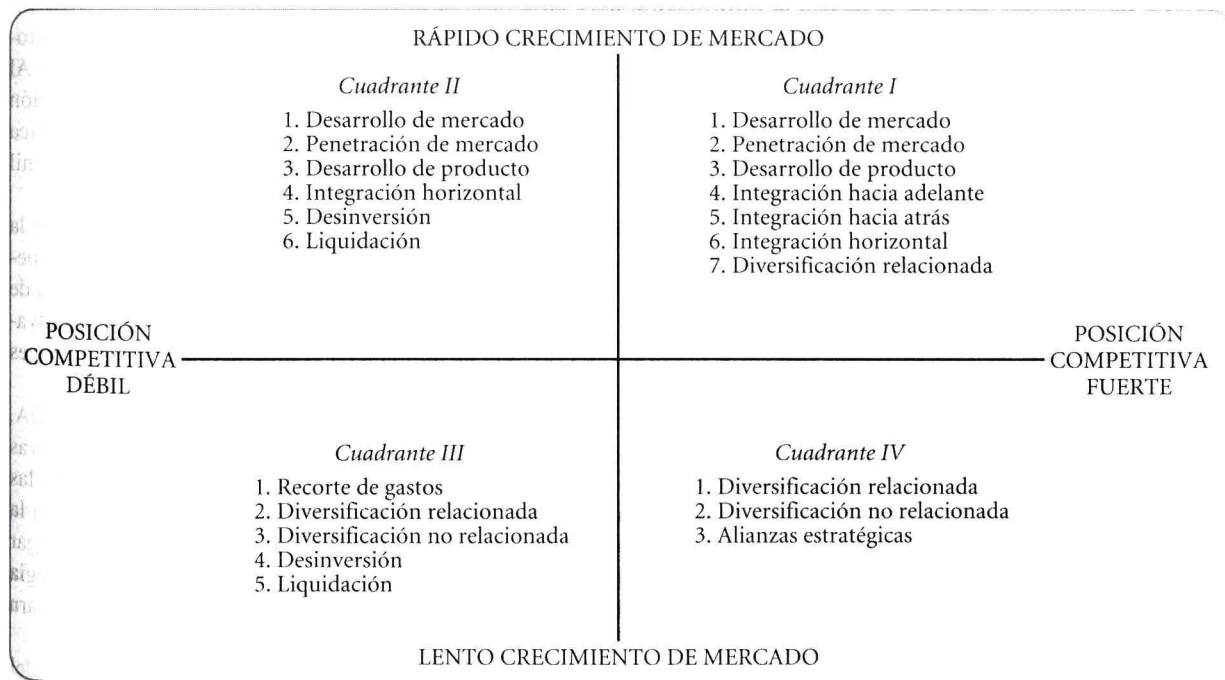 RÁPIDO CRECIMIENTO DE MERCADO
Cuadrante II
1. Desarrollo de mercado
2. Penetración de mercado
3. Desarrollo de producto
4. Integración horizontal
5. Desinversión
6. Liquidación
Cuadrante I
1. Desarrollo de mercado
2. Penetración de mercado
3. Desarrollo de producto
4. Integración hacia adelante
5. Integración hacia atrás
6. Integración horizontal
7. Diversificación relacionada
POSICIÓN
COMPETITIVA
DÉBIL
POSICIÓN
COMPETITIVA
FUERTE
Cuadrante III
1. Recorte de gastos
2. Diversificación relacionada
3. Diversificación no relacionada
4. Desinversión
5. Liquidación
Cuadrante IV
1. Diversificación relacionada
2. Diversificación no relacionada
3. Alianzas estratégicas
LENTO CRECIMIENTO DE MERCADO